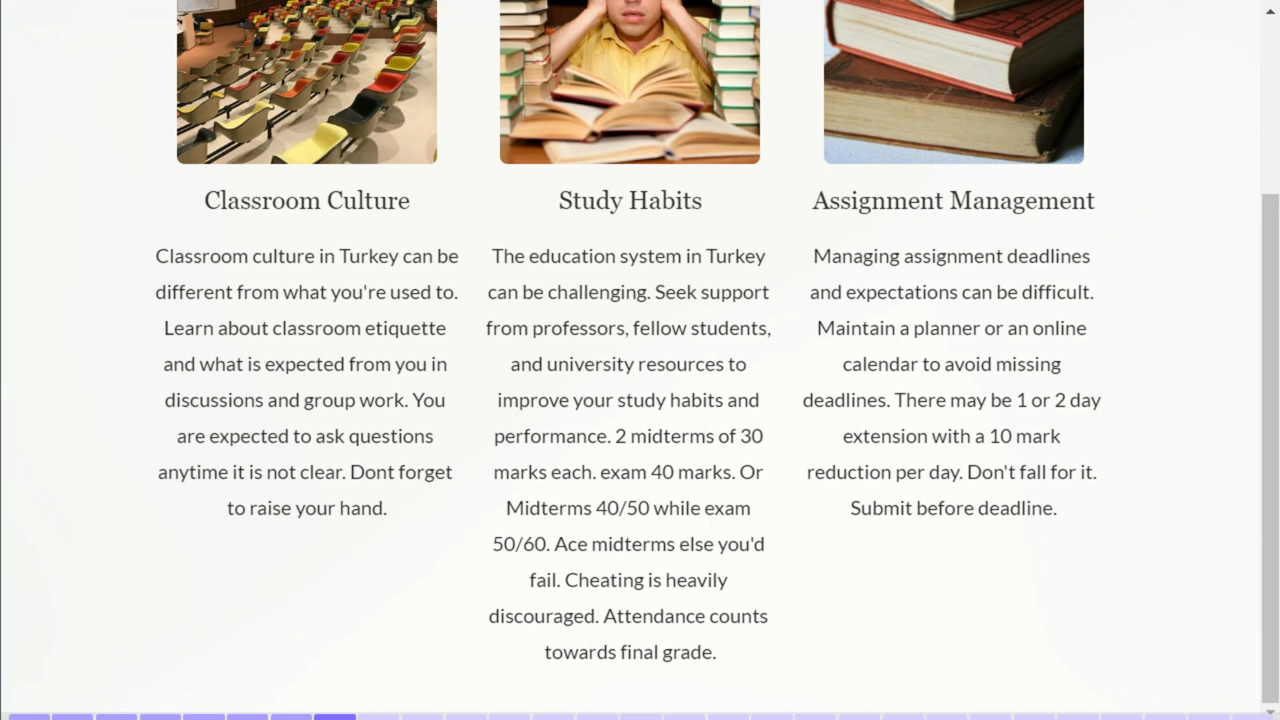 Classroom Culture
Classroom culture in Turkey can be
different from what you're used to.
Learn about classroom etiquette
and what is expected from you in
discussions and group work. You
are expected to ask questions
anytime it is not clear. Dont forget
to raise your hand.
Study Habits
The education system in Turkey
can be challenging. Seek support
from professors, fellow students,
and university resources to
improve your study habits and
performance. 2 midterms of 30
marks each. exam 40 marks. Or
Midterms 40/50 while exam
50/60. Ace midterms else you'd
fail. Cheating is heavily
discouraged. Attendance counts
towards final grade.
Assignment Management
Managing assignment deadlines
and expectations can be difficult.
Maintain a planner or an online
calendar to avoid missing
deadlines. There may be 1 or 2 day
extension with a 10 mark
reduction per day. Don't fall for it.
Submit before deadline.